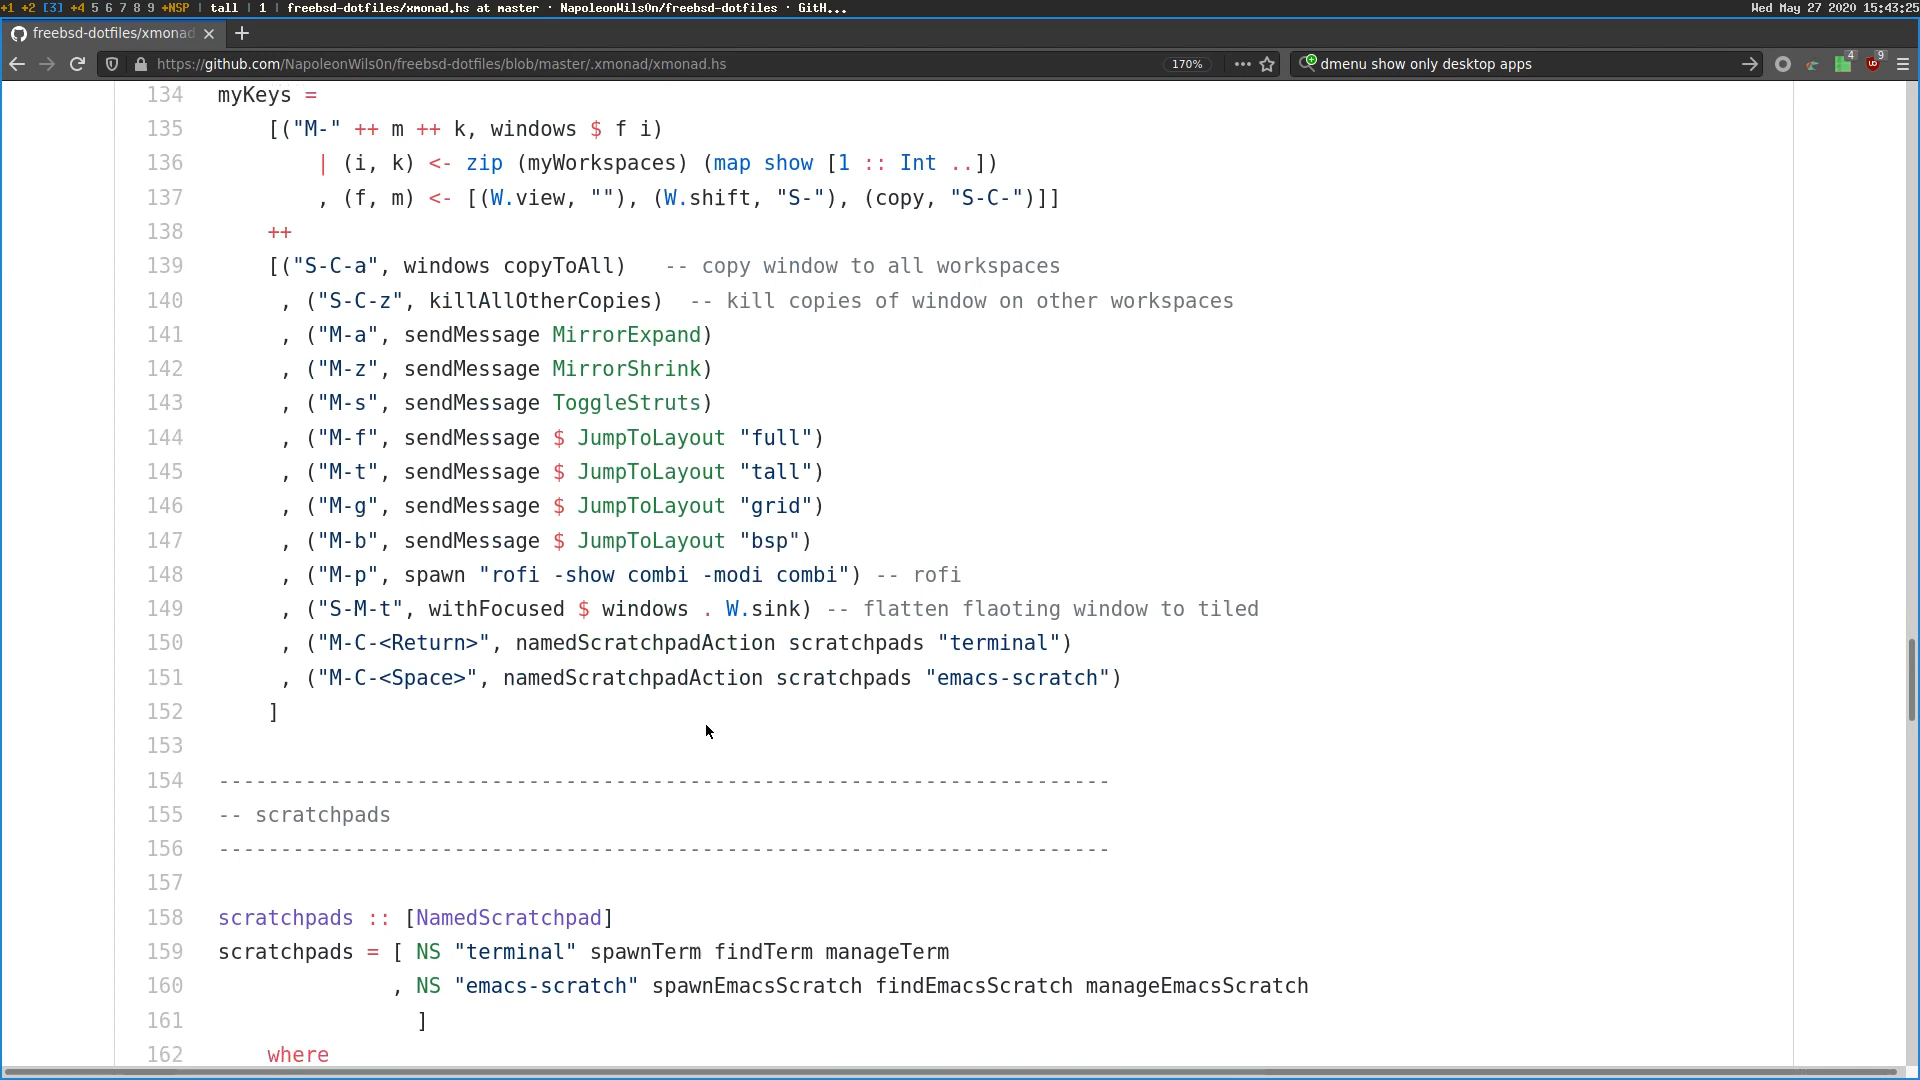 +1 +2 [3] +4 5 6 7 8 9 +NSP | tall | 1 | freebsd-dotfiles/xmonad.hs at master · NapoleonWils0n/freebsd-dotfiles · GitH... Wed May 27 2020 15:43:25
freebsd-dotfiles/xmonad
https://github.com/NapoleonWils0n/freebsd-dotfiles/blob/master/.xmonad/xmonad.hs 170% dmenu show only desktop apps 4 9
134 myKeys =
135 [("M-" ++ m ++ k, windows $ f i)
136 | (i, k) <- zip (myWorkspaces) (map show [1 :: Int ..])
137 , (f, m) <- [(W.view, ""), (W.shift, "S-"), (copy, "S-C-")]]
138 ++
139 [("S-C-a", windows copyToAll) -- copy window to all workspaces
140 , ("S-C-z", killAllOtherCopies) -- kill copies of window on other workspaces
141 , ("M-a", sendMessage MirrorExpand)
142 , ("M-z", sendMessage MirrorShrink)
143 , ("M-s", sendMessage ToggleStruts)
144 , ("M-f", sendMessage $ JumpToLayout "full")
145 , ("M-t", sendMessage $ JumpToLayout "tall")
146 , ("M-g", sendMessage $ JumpToLayout "grid")
147 , ("M-b", sendMessage $ JumpToLayout "bsp")
148 , ("M-p", spawn "rofi -show combi -modi combi") -- rofi
149 , ("S-M-t", withFocused $ windows . W.sink) -- flatten flaoting window to tiled
150 , ("M-C-<Return>", namedScratchpadAction scratchpads "terminal")
151 , ("M-C-<Space>", namedScratchpadAction scratchpads "emacs-scratch")
152 ]
153
154 ------------------------------------------------------------------------
155 -- scratchpads
156 ------------------------------------------------------------------------
157
158 scratchpads :: [NamedScratchpad]
159 scratchpads = [ NS "terminal" spawnTerm findTerm manageTerm
160 , NS "emacs-scratch" spawnEmacsScratch findEmacsScratch manageEmacsScratch
161 ]
162 where